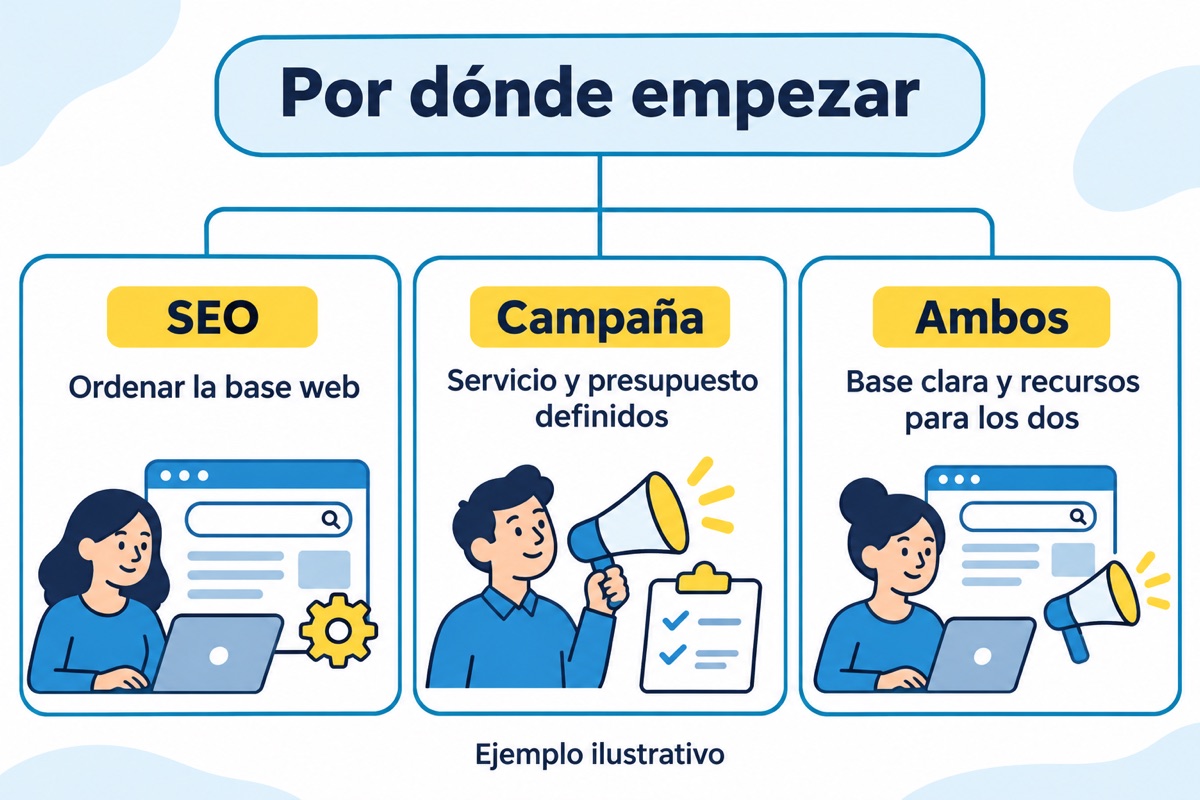 Por dónde empezar
SEO
Ordenar la base web
Campaña
Servicio y presupuesto
definidos
Ambos
Base clara y recursos
para los dos
Ejemplo ilustrativo